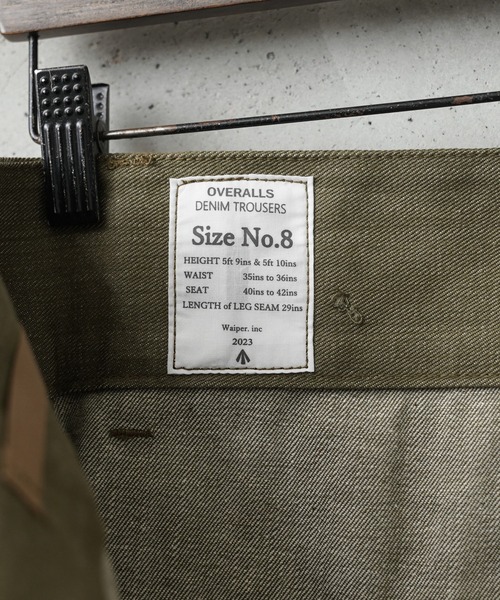 OVERALLS
DENIM TROUSERS
Size No.8
HEIGHT 5ft 9ins & 5ft 10ins
WAIST 35ins to 36ins
SEAT 40ins to 42ins
LENGTH of LEG SEAM 29ins
Waiper. inc
2023